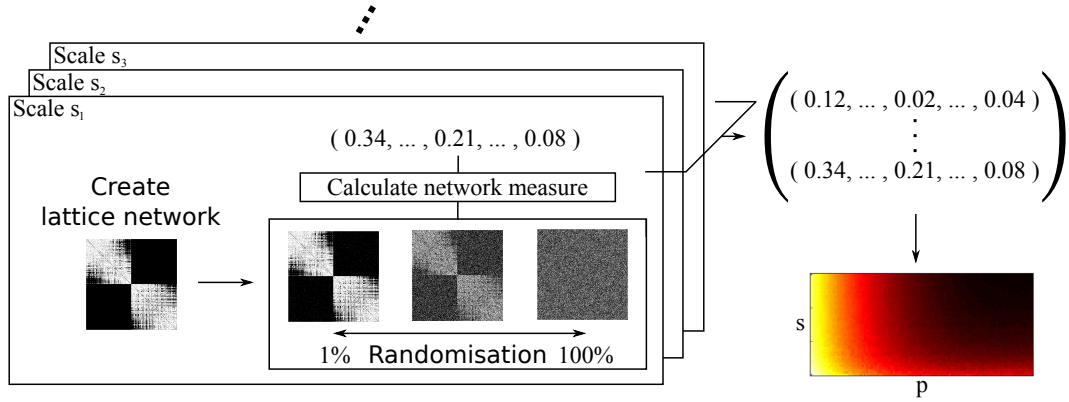 Scale s₃
Scale s₂
Scale s₁
( 0.34, ... , 0.21, ... , 0.08 )
Calculate network measure
Create
lattice network
1% Randomisation 100%
( 0.12, ... , 0.02, ... , 0.04 )
( 0.34, ... , 0.21, ... , 0.08 )
s
p